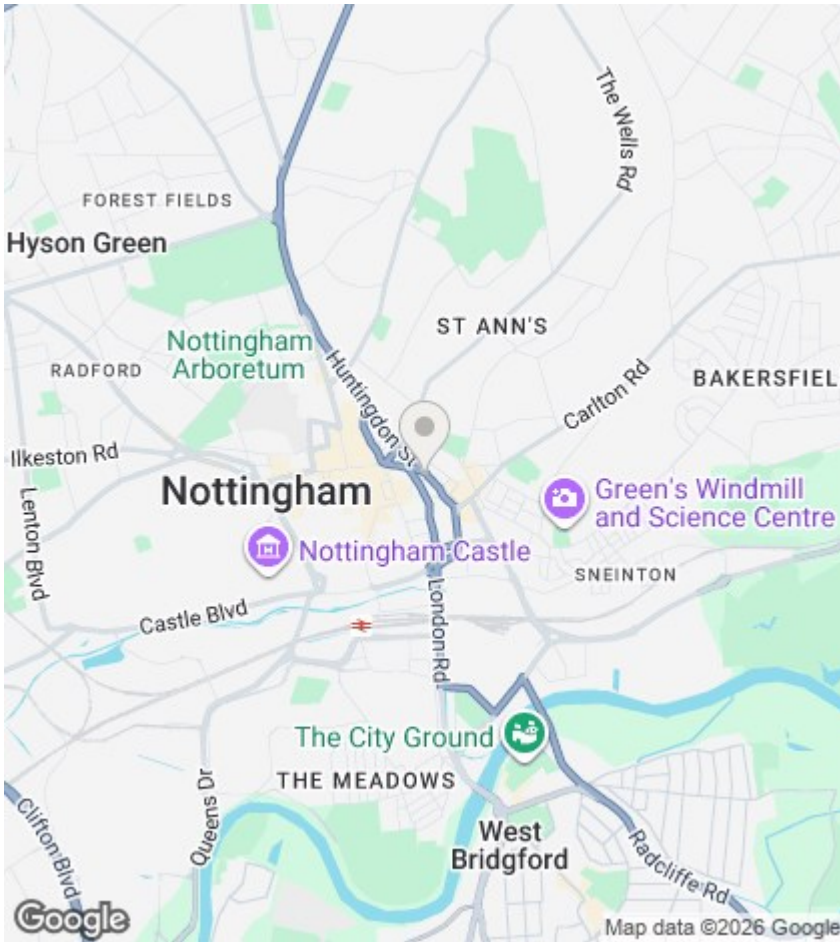 The Wells Rd
FOREST FIELDS
Hyson Green
ST ANN'S
Nottingham
Arboretum
RADFORD
Huntingdon St
Carlton Rd
BAKERSFIEL
Ilkeston Rd
Nottingham
Green's Windmill
and Science Centre
Lenton Blvd
Nottingham Castle
SNEINTON
Castle Blvd
London Rd
The City Ground
THE MEADOWS
Queens Dr
Clifton Blvd
West
Bridgford
Radcliffe Rd
Google
Map data ©2026 Google